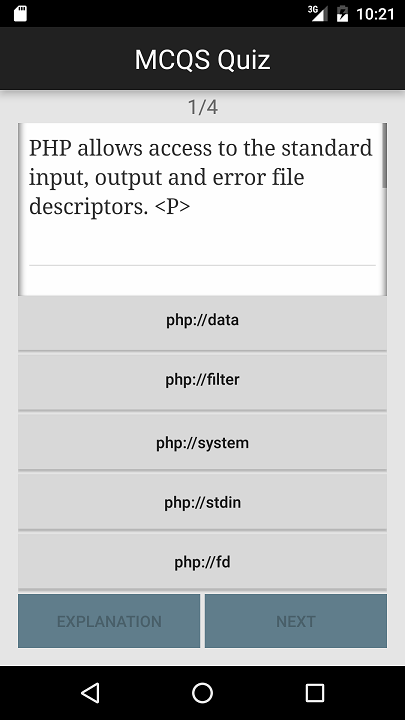 3G 10:21
MCQS Quiz
1/4
PHP allows access to the standard
input, output and error file
descriptors. <P>
php://data
php://filter
php://system
php://stdin
php://fd
EXPLANATION NEXT